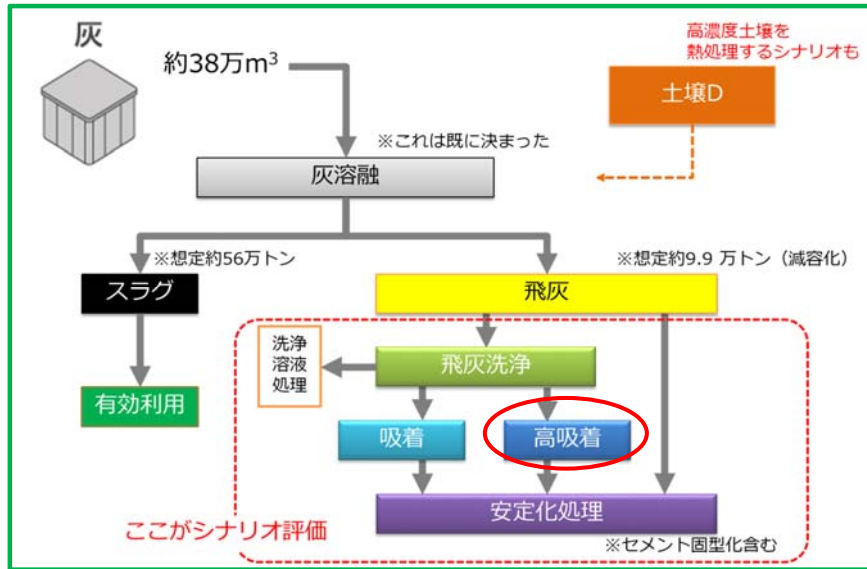 灰
約38万m³
高濃度土壌を
熱処理するシナリオも
土壌D
※これは既に決まった
灰溶融
※想定約56万トン
※想定約9.9 万トン（減容化）
スラグ
飛灰
洗浄
溶液
処理
飛灰洗浄
有効利用
吸着
高吸着
安定化処理
ここがシナリオ評価
※セメント固型化含む